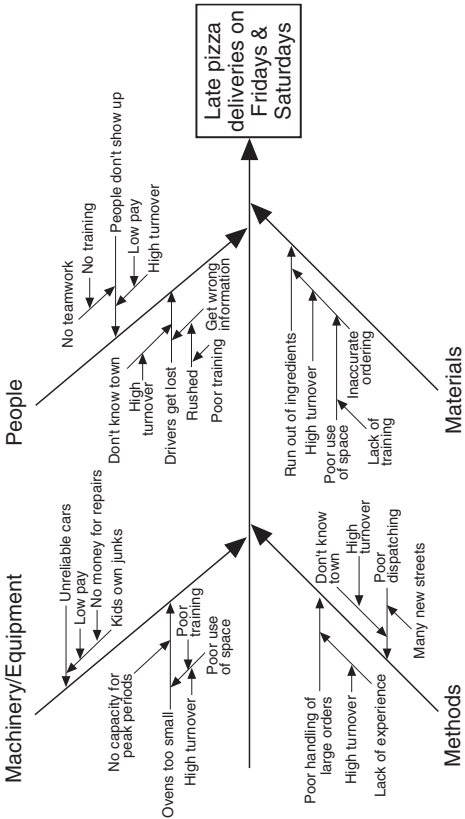 Machinery/Equipment
Unreliable cars
Low pay
No money for repairs
Kids own junks
No capacity for
peak periods
Ovens too small
High turnover
Poor
training
Poor use
of space
People
No teamwork
No training
People don't show up
Low pay
High turnover
Don't know town
High
turnover
Drivers get lost
Rushed
Poor training
Get wrong
information
Late pizza
deliveries on
Fridays &
Saturdays
Poor handling of
large orders
High turnover
Lack of experience
Don't know
town
High
turnover
Poor
dispatching
Many new streets
Methods
Run out of ingredients
High turnover
Poor use
of space
Inaccurate
ordering
Lack of
training
Materials